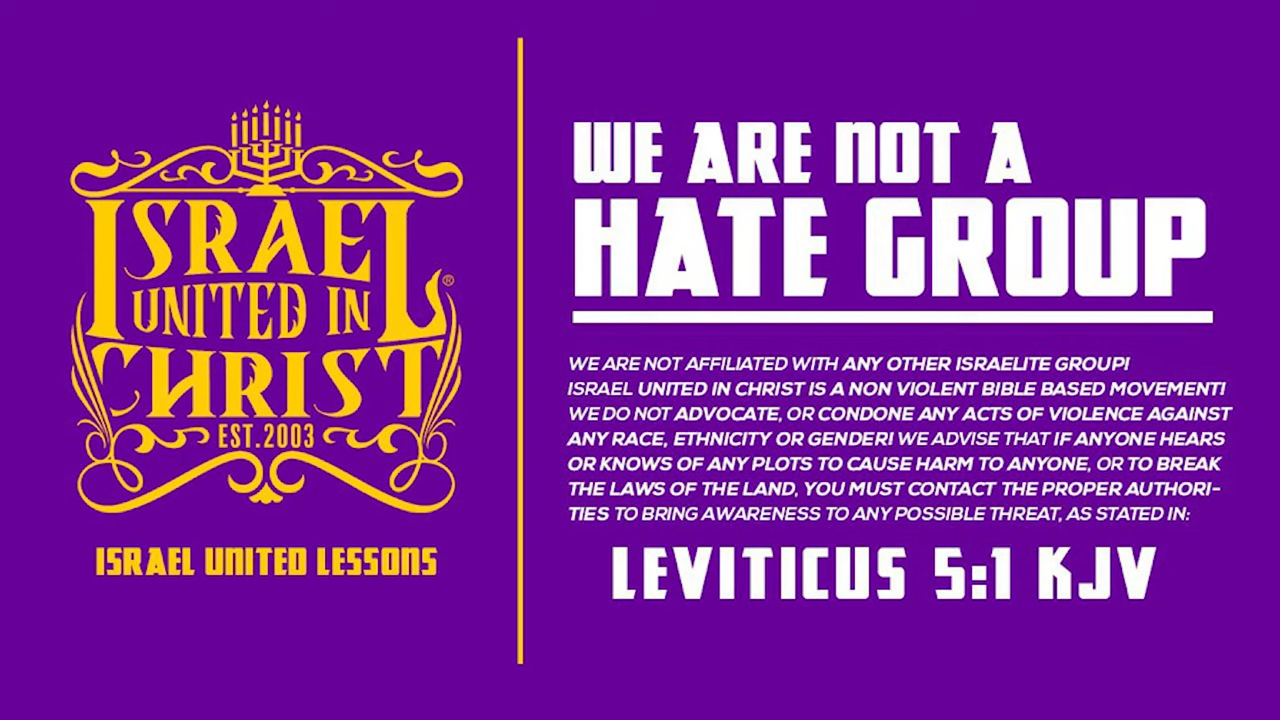 ISRAEL
UNITED IN
CHRIST
®
EST.2003
ISRAEL UNITED LESSONS
WE ARE NOT A
HATE GROUP
WE ARE NOT AFFILIATED WITH ANY OTHER ISRAELITE GROUP!
ISRAEL UNITED IN CHRIST IS A NON VIOLENT BIBLE BASED MOVEMENT!
WE DO NOT ADVOCATE, OR CONDONE ANY ACTS OF VIOLENCE AGAINST
ANY RACE, ETHNICITY OR GENDER! WE ADVISE THAT IF ANYONE HEARS
OR KNOWS OF ANY PLOTS TO CAUSE HARM TO ANYONE, OR TO BREAK
THE LAWS OF THE LAND, YOU MUST CONTACT THE PROPER AUTHORI-
TIES TO BRING AWARENESS TO ANY POSSIBLE THREAT, AS STATED IN:
LEVITICUS 5:1 KJV